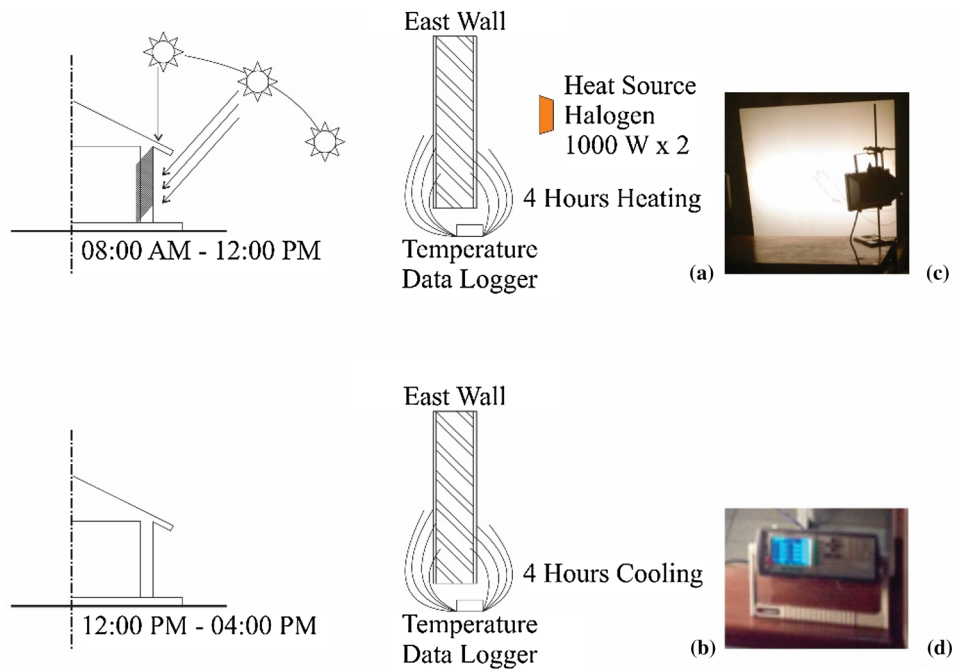 East Wall
Heat Source
Halogen
1000 W x 2
4 Hours Heating
08:00 AM - 12:00 PM
Temperature
Data Logger
(a)
(c)
East Wall
4 Hours Cooling
12:00 PM - 04:00 PM
Temperature
Data Logger
(b)
(d)